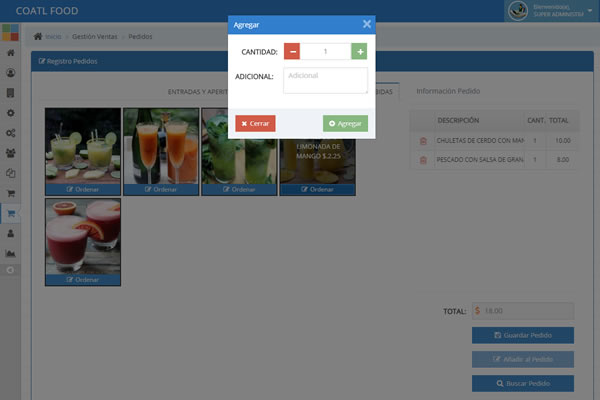 COATL FOOD
Bienvenido(a),
SUPER ADMINISTRA
Inicio > Gestión Ventas > Pedidos
Registro Pedidos
Agregar
CANTIDAD:
1
ADICIONAL:
Adicional
Cerrar
Agregar
ENTRADAS Y APERIT
BIDAS
Información Pedido
DESCRIPCIÓN CANT. TOTAL
CHULETAS DE CERDO CON MAN 1 10.00
PESCADO CON SALSA DE GRAN 1 8.00
LIMONADA DE
MANGO $.2.25
Ordenar
Ordenar
Ordenar
Ordenar
Ordenar
TOTAL: $ 18.00
Guardar Pedido
Añadir al Pedido
Buscar Pedido